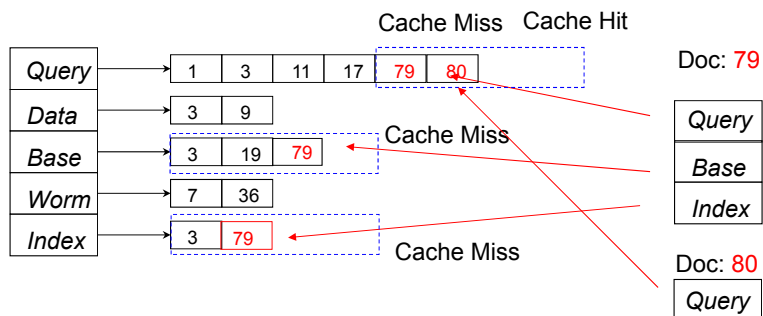 Cache Miss Cache Hit
Query 1 3 11 17 79 80
Data 3 9
Cache Miss
Base 3 19 79
Worm 7 36
Index 3 79
Cache Miss
Doc: 79
Query
Base
Index
Doc: 80
Query